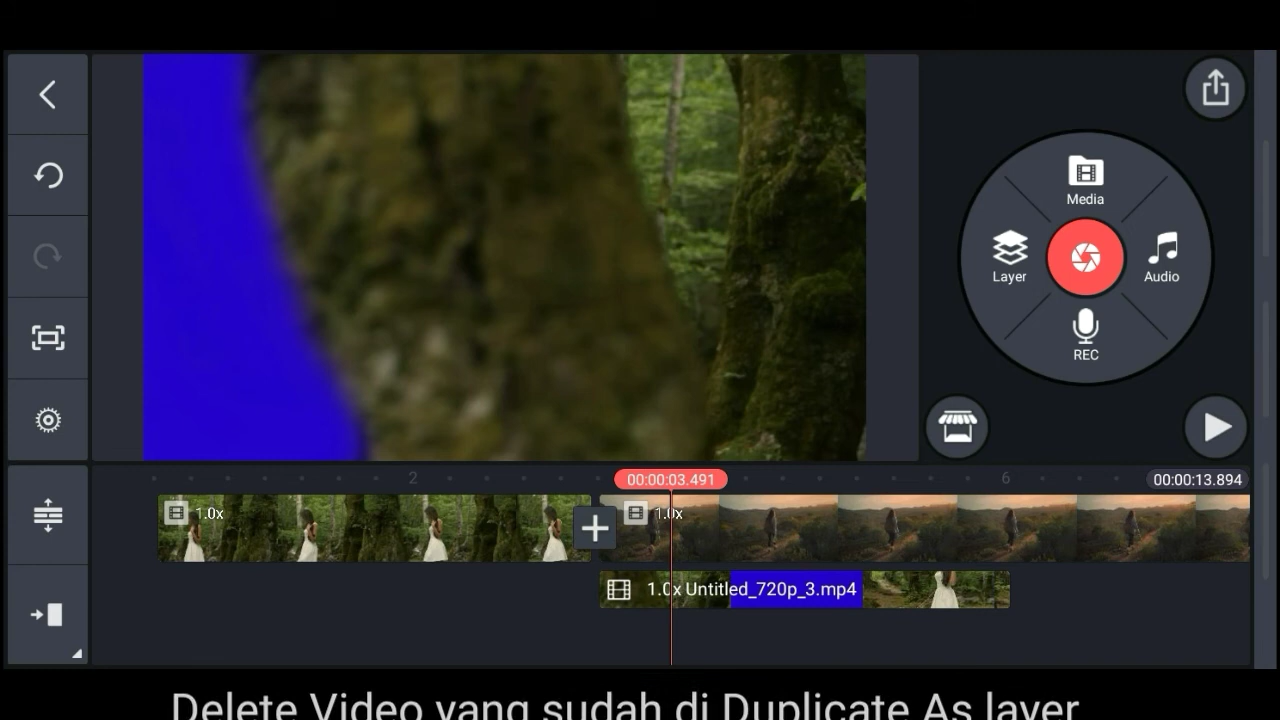 Media
Layer
Audio
REC
2
00:00:03.491
6
00:00:13.894
1.0x
1.0x
1.0x Untitled_720p_3.mp4
Delete Video yang sudah di Duplicate As layer